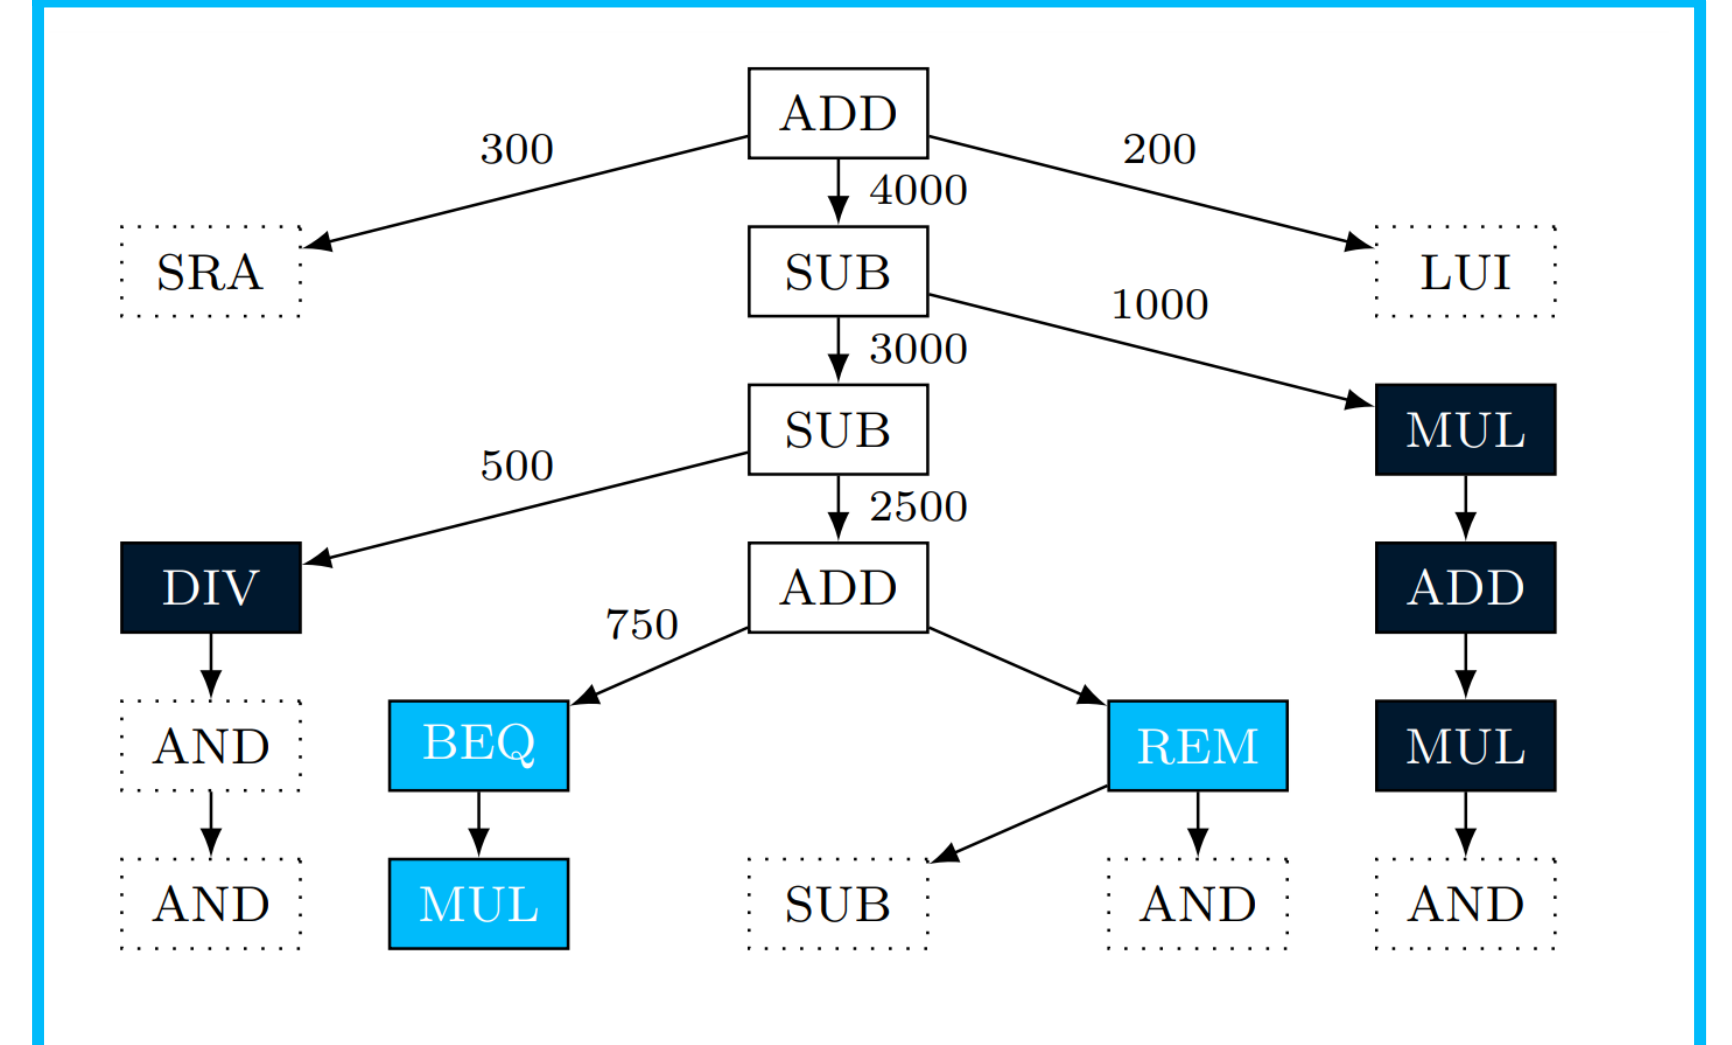 ADD
300
200
4000
SRA
SUB
LUI
1000
3000
SUB
MUL
500
2500
DIV
ADD
ADD
750
AND
BEQ
REM
MUL
AND
MUL
SUB
AND
AND